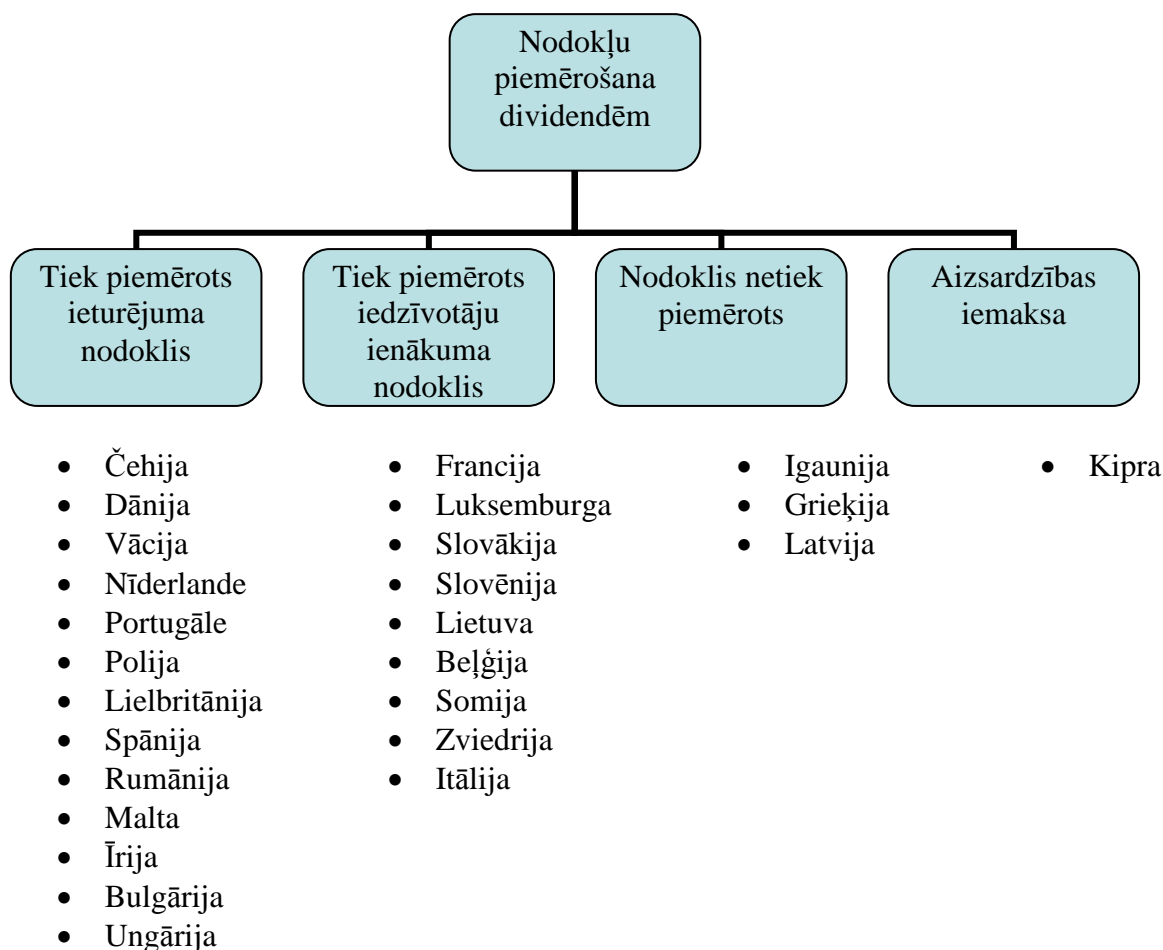 Nodokļu
piemērošana
dividendēm
Tiek piemērots
ieturējuma
nodoklis
Tiek piemērots
iedzīvotāju
ienākuma
nodoklis
Nodoklis netiek
piemērots
Aizsardzības
iemaksa
• Čehija
• Dānija
• Vācija
• Nīderlande
• Portugāle
• Polija
• Lielbritānija
• Spānija
• Rumānija
• Malta
• Īrija
• Bulgārija
• Ungārija
• Francija
• Luksemburga
• Slovākija
• Slovēnija
• Lietuva
• Beļģija
• Somija
• Zviedrija
• Itālija
• Igaunija
• Grieķija
• Latvija
• Kipra